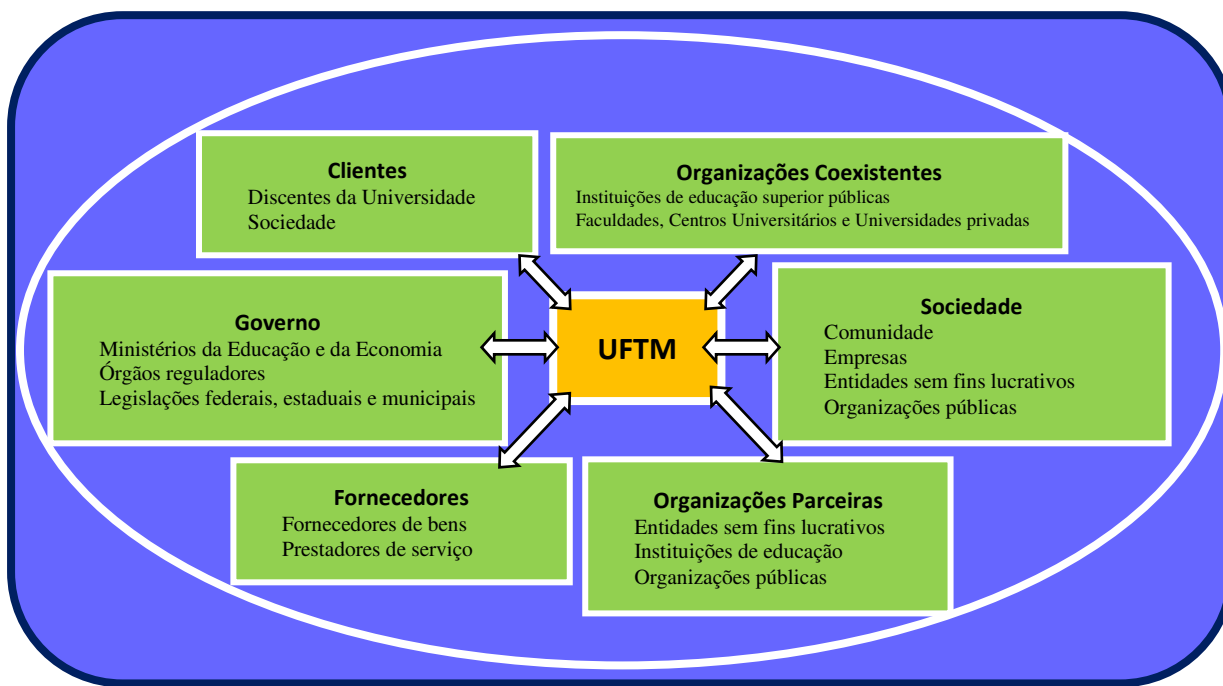 Clientes
Discentes da Universidade
Sociedade
Organizações Coexistentes
Instituições de educação superior públicas
Faculdades, Centros Universitários e Universidades privadas
Governo
Ministérios da Educação e da Economia
Órgãos reguladores
Legislações federais, estaduais e municipais
UFTM
Sociedade
Comunidade
Empresas
Entidades sem fins lucrativos
Organizações públicas
Fornecedores
Fornecedores de bens
Prestadores de serviço
Organizações Parceiras
Entidades sem fins lucrativos
Instituições de educação
Organizações públicas